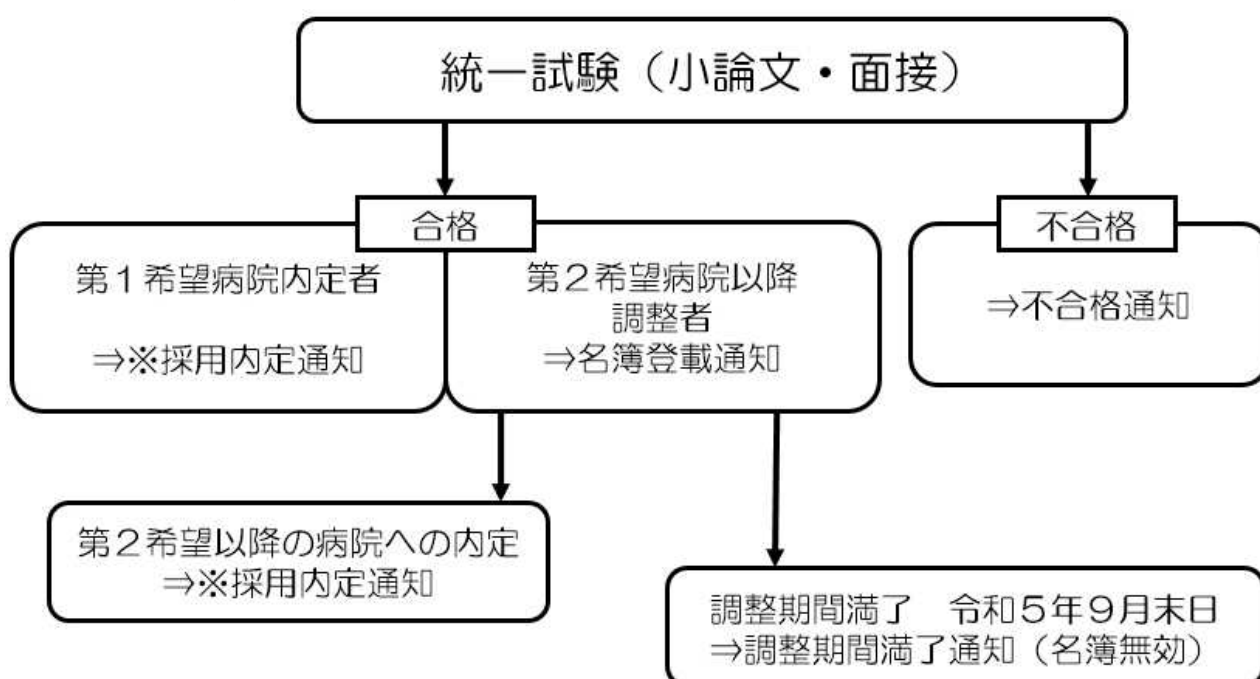 統一試験（小論文・面接）
合格
不合格
第１希望病院内定者
⇒※採用内定通知
第２希望病院以降
調整者
⇒名簿登載通知
⇒不合格通知
第２希望以降の病院への内定
⇒※採用内定通知
調整期間満了　令和５年９月末日
⇒調整期間満了通知（名簿無効）